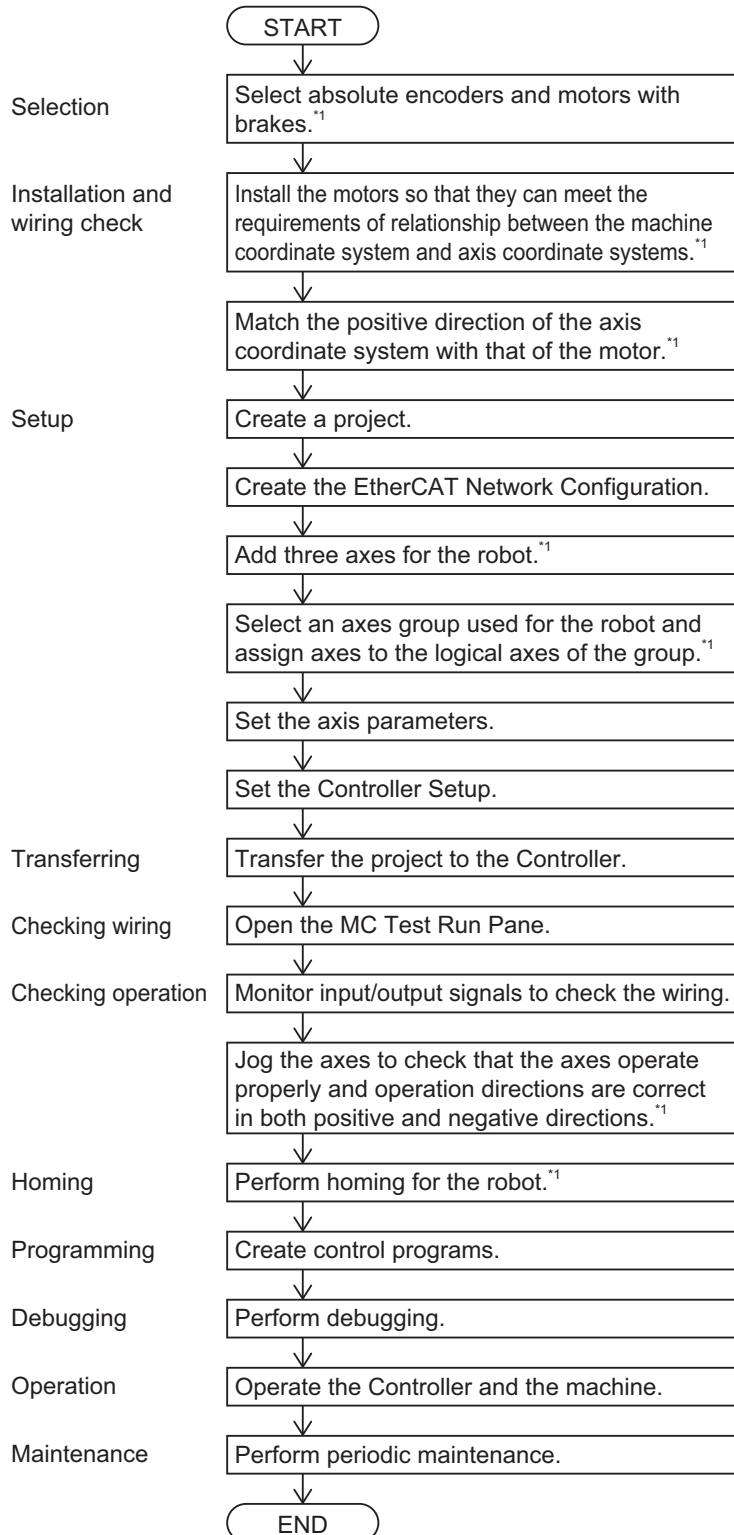 START
Selection
Select absolute encoders and motors with
brakes.*1
Installation and
wiring check
Install the motors so that they can meet the
requirements of relationship between the machine
coordinate system and axis coordinate systems.*1
Match the positive direction of the axis
coordinate system with that of the motor.*1
Setup
Create a project.
Create the EtherCAT Network Configuration.
Add three axes for the robot.*1
Select an axes group used for the robot and
assign axes to the logical axes of the group.*1
Set the axis parameters.
Set the Controller Setup.
Transferring
Transfer the project to the Controller.
Checking wiring
Open the MC Test Run Pane.
Checking operation
Monitor input/output signals to check the wiring.
Jog the axes to check that the axes operate
properly and operation directions are correct
in both positive and negative directions.*1
Homing
Perform homing for the robot.*1
Programming
Create control programs.
Debugging
Perform debugging.
Operation
Operate the Controller and the machine.
Maintenance
Perform periodic maintenance.
END